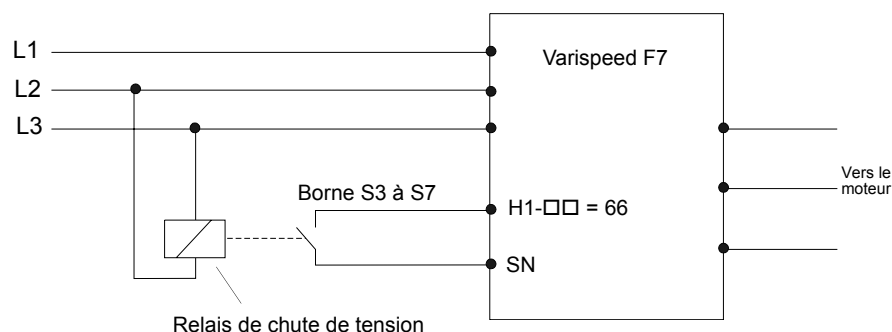 L1
Varispeed F7
L2
L3
Vers le
moteur
Borne S3 à S7
H1-□□ = 66
SN
Relais de chute de tension